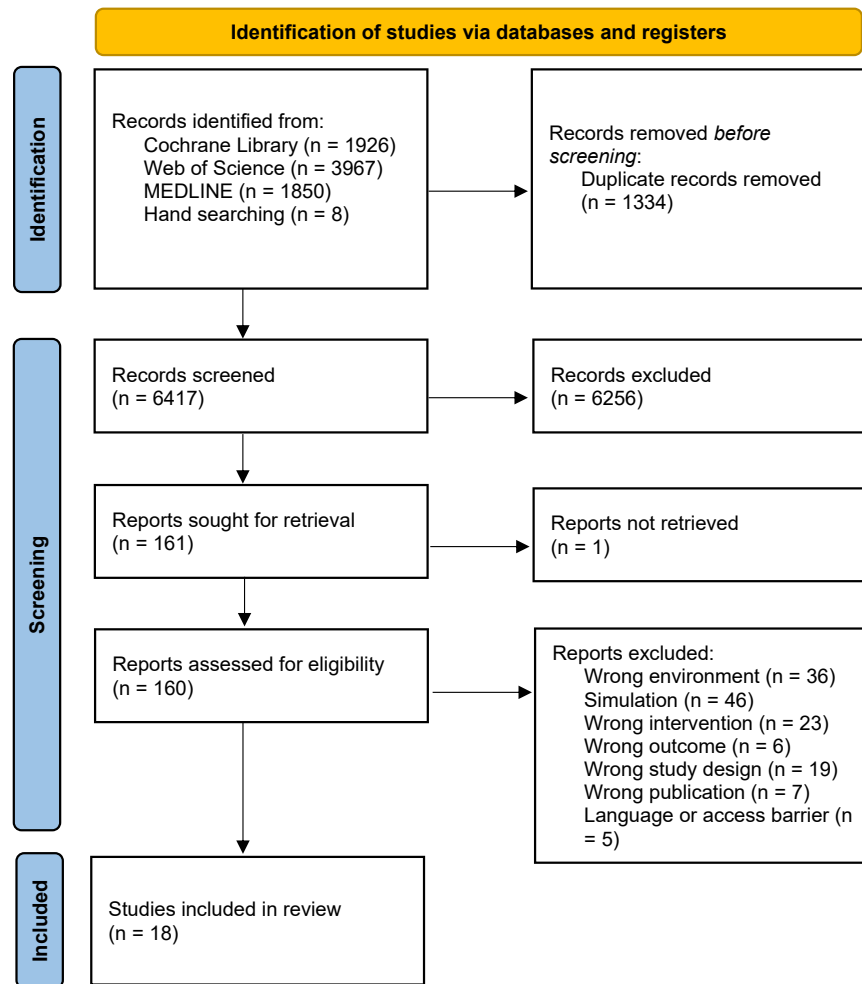 Identification of studies via databases and registers
Identification
Records identified from:
Cochrane Library (n = 1926)
Web of Science (n = 3967)
MEDLINE (n = 1850)
Hand searching (n = 8)
Records removed before
screening:
Duplicate records removed
(n = 1334)
Screening
Records screened
(n = 6417)
Records excluded
(n = 6256)
Reports sought for retrieval
(n = 161)
Reports not retrieved
(n = 1)
Reports assessed for eligibility
(n = 160)
Reports excluded:
Wrong environment (n = 36)
Simulation (n = 46)
Wrong intervention (n = 23)
Wrong outcome (n = 6)
Wrong study design (n = 19)
Wrong publication (n = 7)
Language or access barrier (n
= 5)
Included
Studies included in review
(n = 18)